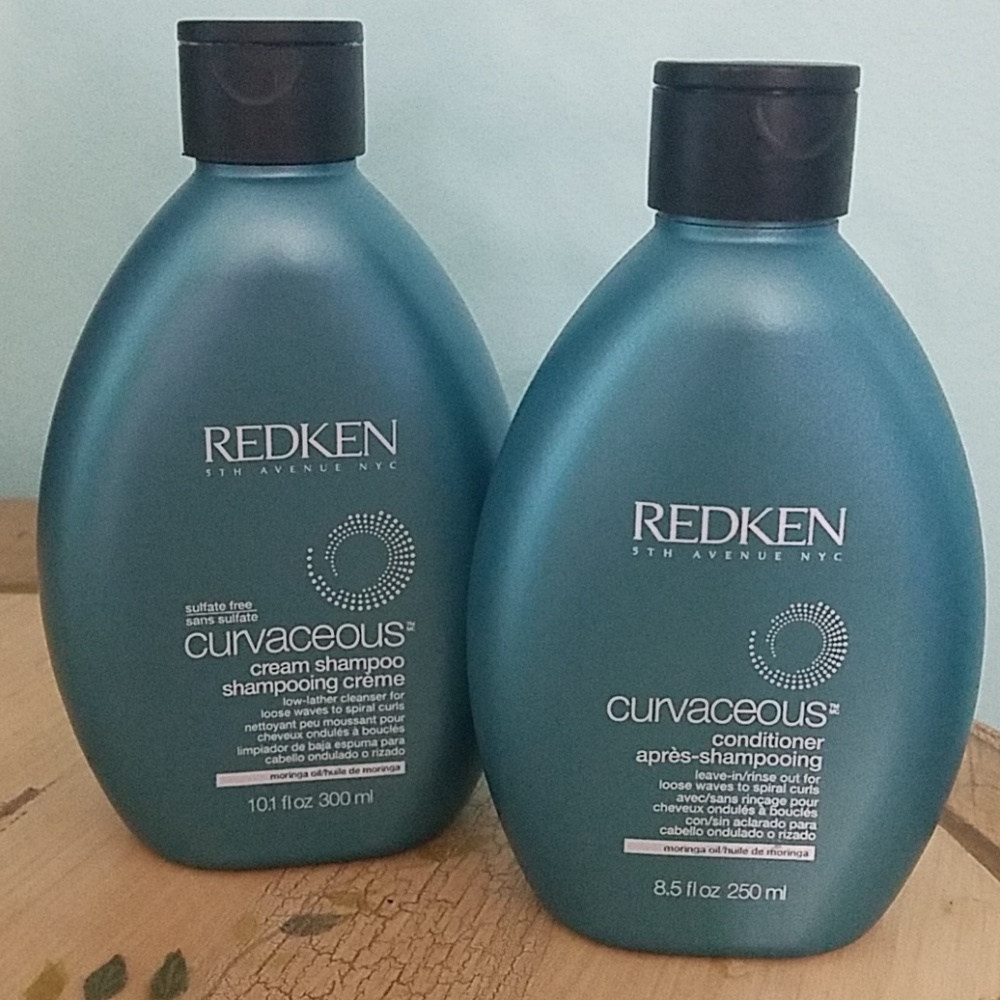 REDKEN
5TH AVENUE NYC
sulfate free
sans sulfate
curvaceous™
cream shampoo
shampooing crème
low-lather cleanser for
loose waves to spiral curls
nettoyant peu moussant pour
cheveux ondulés à bouclés
limpiador de baja espuma para
cabello ondulado o rizado
moringa oil/huile de moringa
10.1 fl oz 300 ml
REDKEN
5TH AVENUE NYC
curvaceous™
conditioner
après-shampooing
leave-in/rinse out for
loose waves to spiral curls
avec/sans rinçage pour
cheveux ondulés à bouclés
con/sin aclarado para
cabello ondulado o rizado
moringa oil/huile de moringa
8.5 fl oz 250 ml